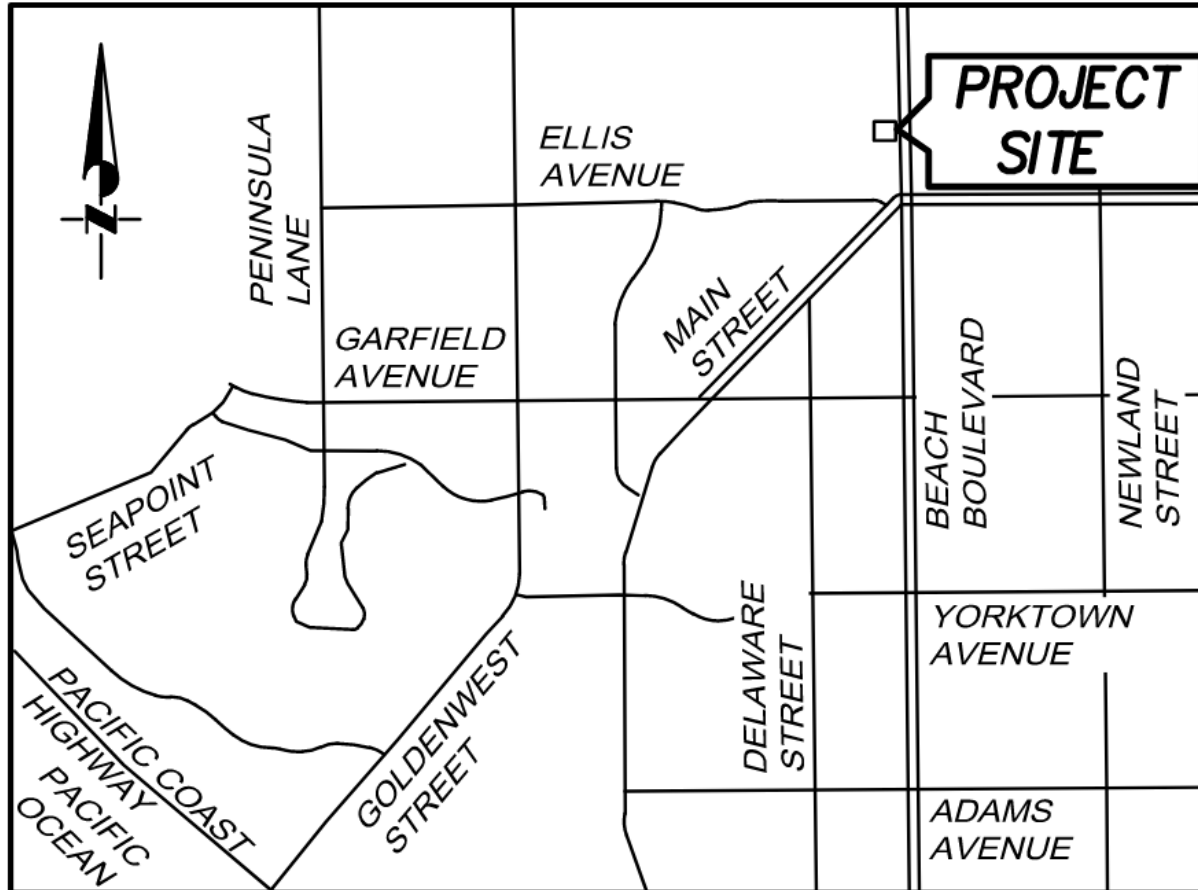 PROJECT
SITE
ELLIS
AVENUE
PENINSULA
LANE
N
MAIN
STREET
GARFIELD
AVENUE
BEACH
BOULEVARD
NEWLAND
STREET
SEAPOINT
STREET
DELAWARE
STREET
YORKTOWN
AVENUE
GOLDENWEST
STREET
PACIFIC COAST
HIGHWAY
PACIFIC
OCEAN
ADAMS
AVENUE